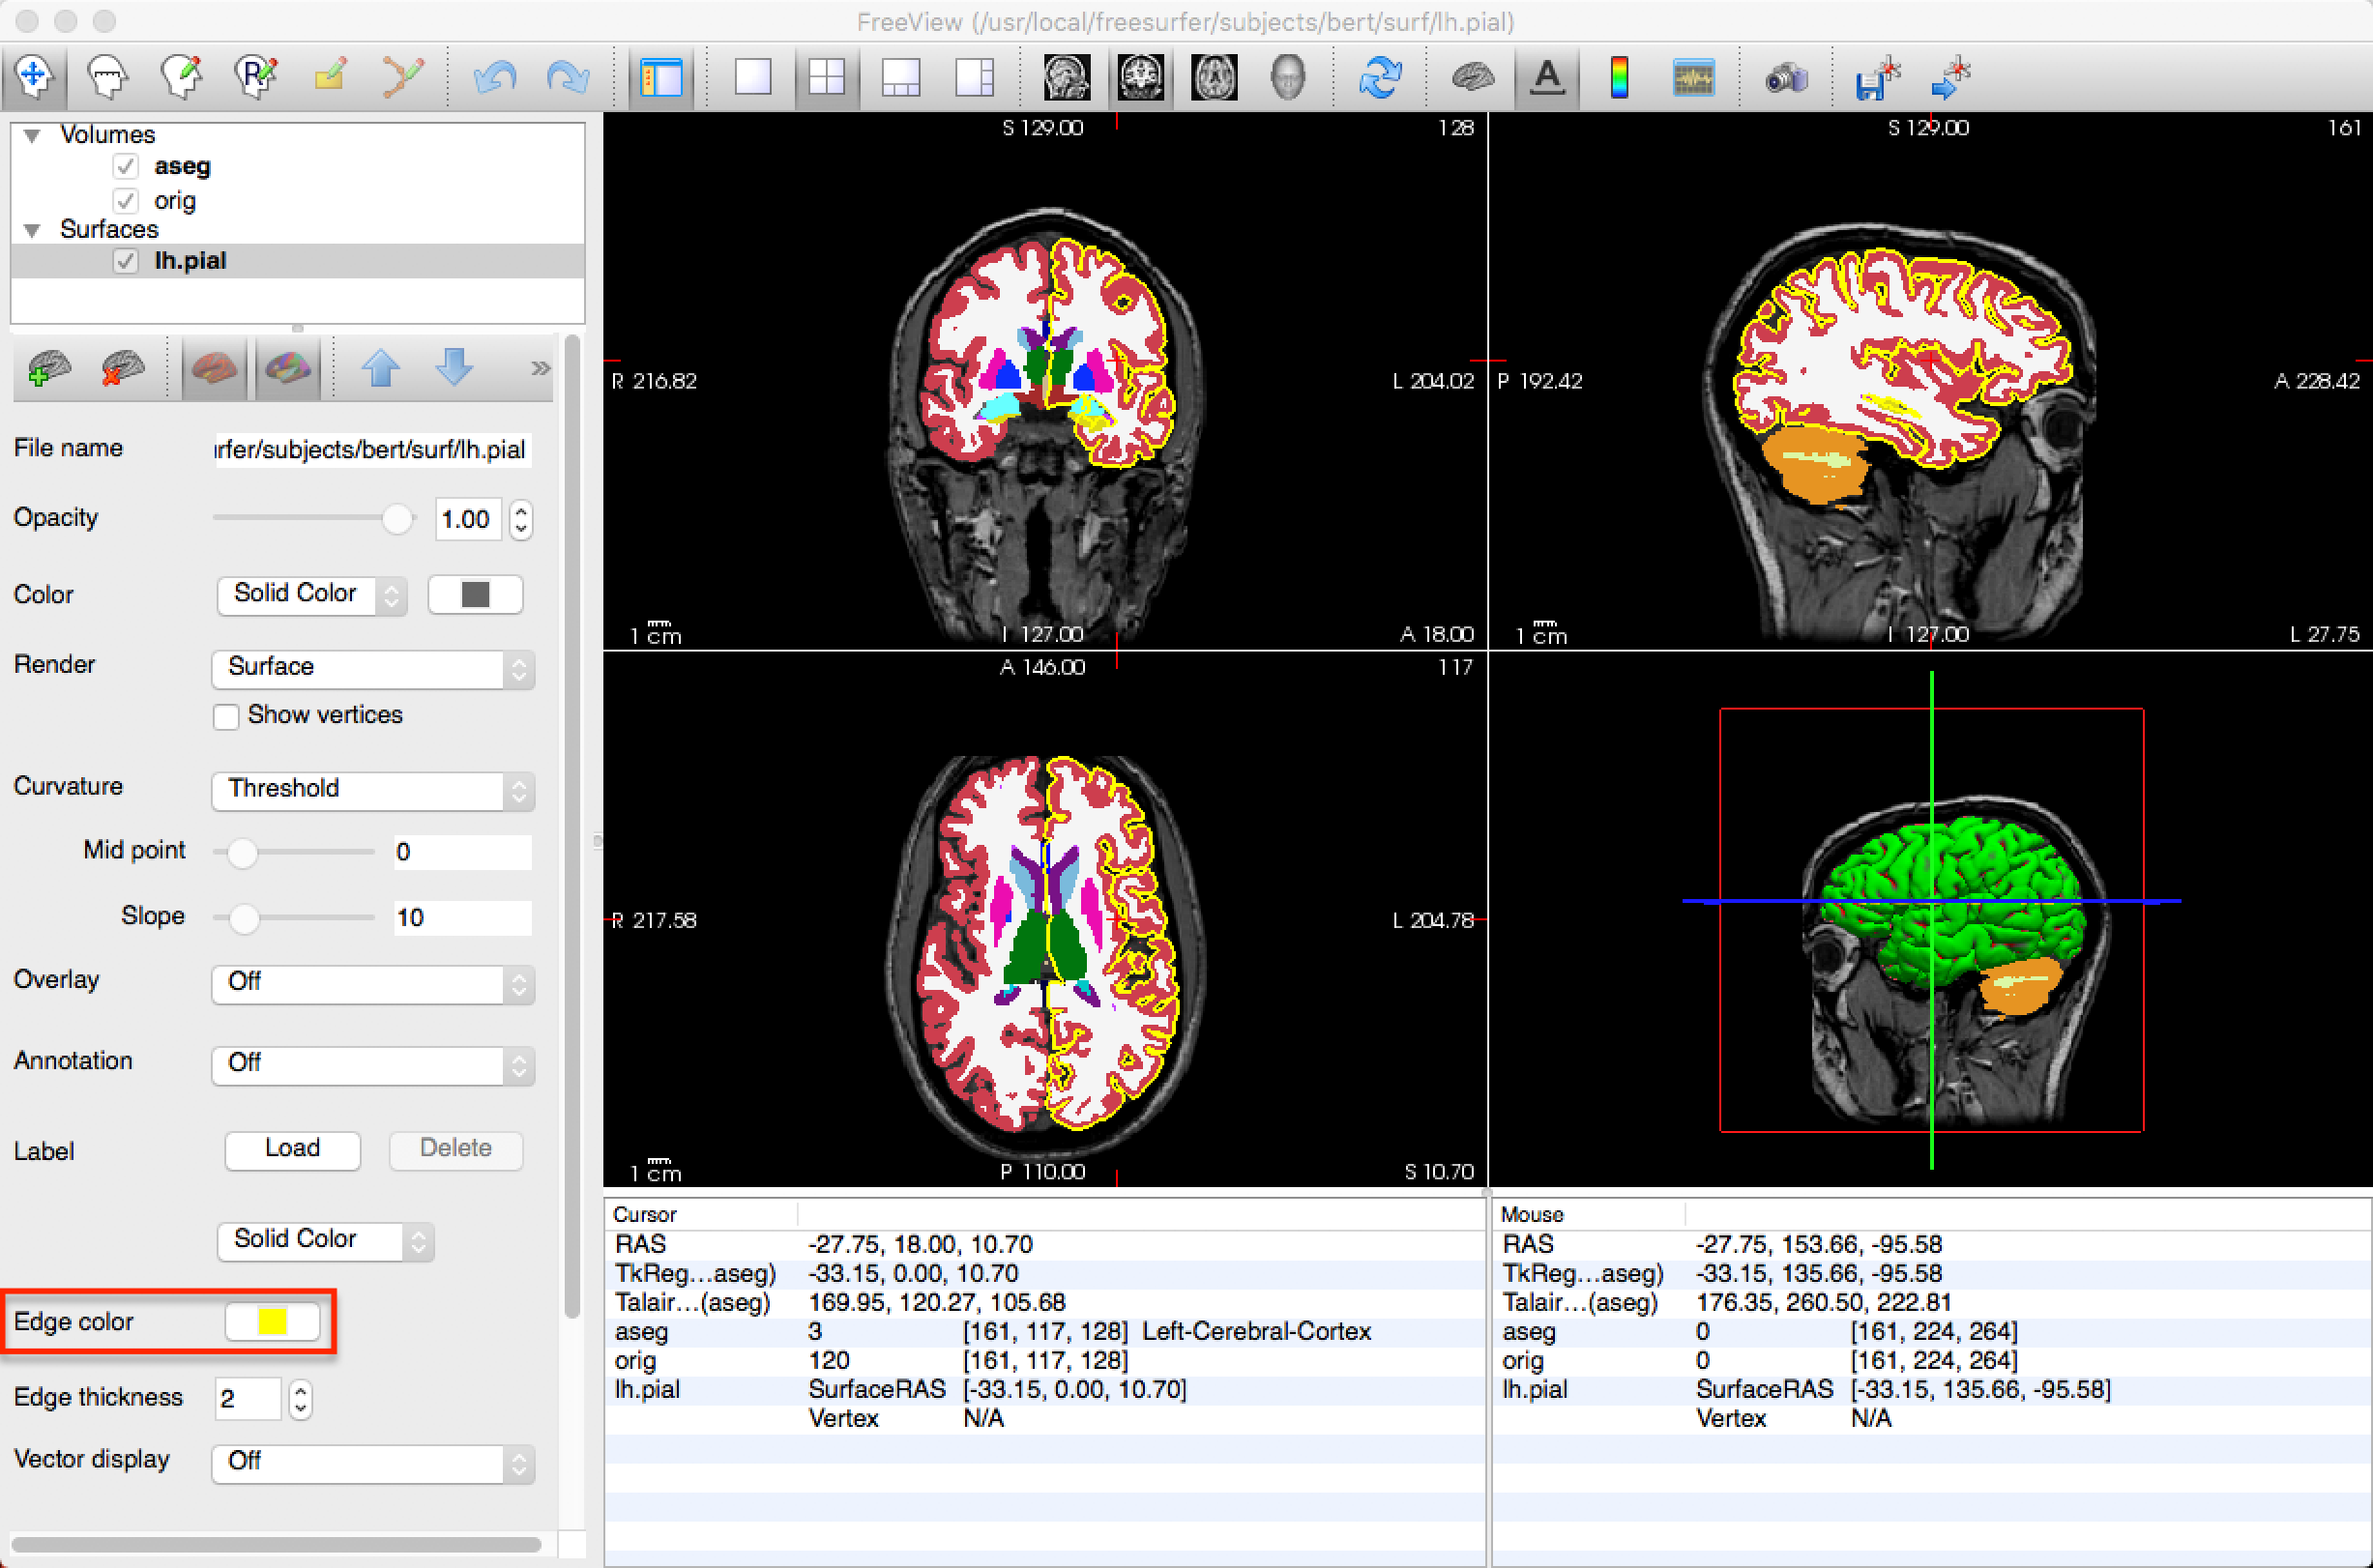 FreeView (/usr/local/freesurfer/subjects/bert/surf/lh.pial)
R
A
Volumes
aseg
orig
Surfaces
lh.pial
»
File name urfer/subjects/bert/surf/lh.pial
Opacity 1.00
Color Solid Color
Render Surface
Show vertices
Curvature Threshold
Mid point 0
Slope 10
Overlay Off
Annotation Off
Label Load Delete
Solid Color
Edge color
Edge thickness 2
Vector display Off
S 129.00 128
R 216.82 L 204.02
1 cm I 127.00 A 18.00
S 129.00 161
P 192.42 A 228.42
1 cm I 127.00 L 27.75
A 146.00 117
R 217.58 L 204.78
1 cm P 110.00 S 10.70
Cursor
RAS -27.75, 18.00, 10.70
TkReg...aseg) -33.15, 0.00, 10.70
Talair...(aseg) 169.95, 120.27, 105.68
aseg 3 [161, 117, 128] Left-Cerebral-Cortex
orig 120 [161, 117, 128]
lh.pial SurfaceRAS [-33.15, 0.00, 10.70]
Vertex N/A
Mouse
RAS -27.75, 153.66, -95.58
TkReg...aseg) -33.15, 135.66, -95.58
Talair...(aseg) 176.35, 260.50, 222.81
aseg 0 [161, 224, 264]
orig 0 [161, 224, 264]
lh.pial SurfaceRAS [-33.15, 135.66, -95.58]
Vertex N/A